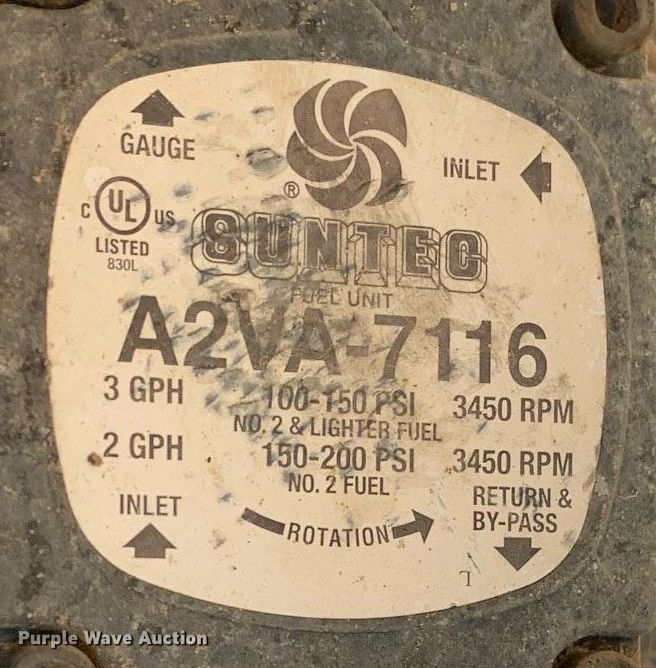 GAUGE
INLET
®
C UL US
LISTED
830L
SUNTEC
FUEL UNIT
A2VA-7116
3 GPH 100-150 PSI 3450 RPM
NO. 2 & LIGHTER FUEL
2 GPH 150-200 PSI 3450 RPM
NO. 2 FUEL
INLET
RETURN &
BY-PASS
ROTATION
Purple Wave Auction